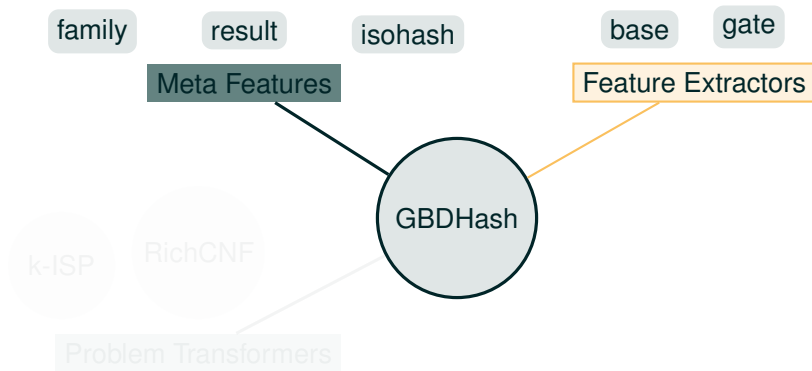 family
result
isohash
base
gate
Meta Features
Feature Extractors
GBDHash
k-ISP
RichCNF
Problem Transformers